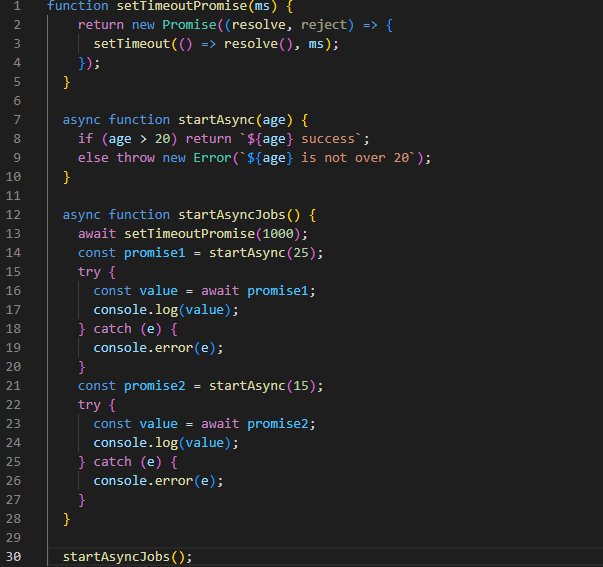 1 function setTimeoutPromise(ms) {
2 return new Promise((resolve, reject) => {
3 setTimeout(() => resolve(), ms);
4 });
5 }
6
7 async function startAsync(age) {
8 if (age > 20) return `${age} success`;
9 else throw new Error(`${age} is not over 20`);
10 }
11
12 async function startAsyncJobs() {
13 await setTimeoutPromise(1000);
14 const promise1 = startAsync(25);
15 try {
16 const value = await promise1;
17 console.log(value);
18 } catch (e) {
19 console.error(e);
20 }
21 const promise2 = startAsync(15);
22 try {
23 const value = await promise2;
24 console.log(value);
25 } catch (e) {
26 console.error(e);
27 }
28 }
29
30 startAsyncJobs();